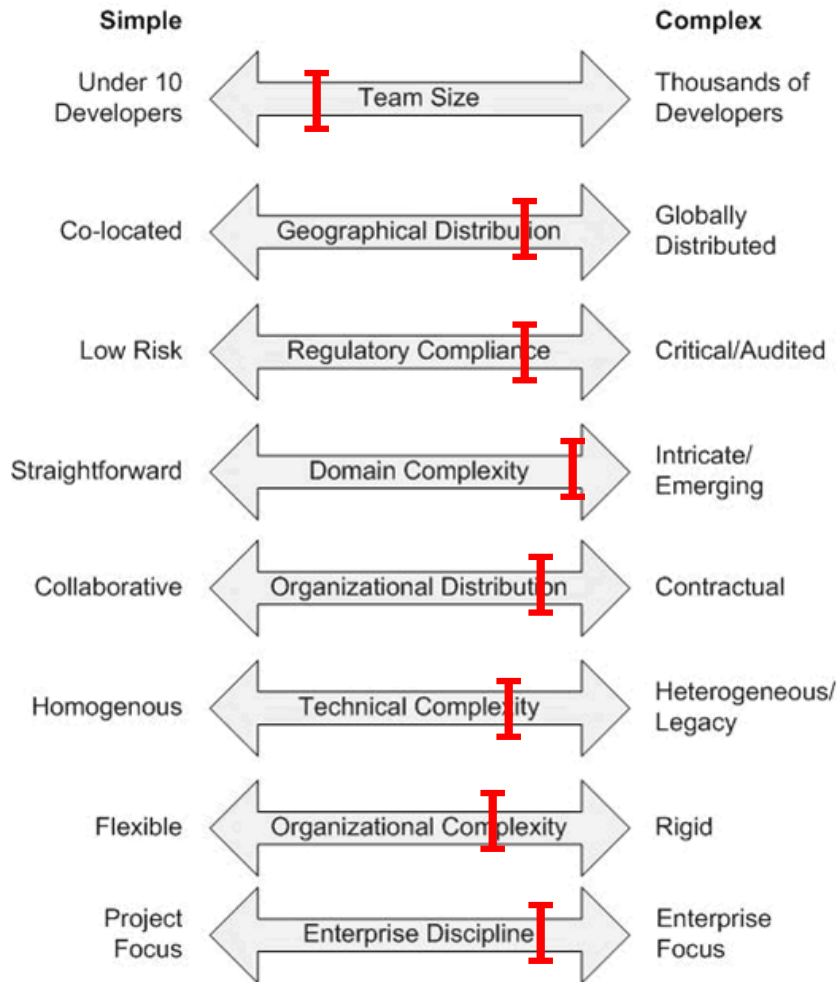 Simple
Complex
Under 10
Developers
Team Size
Thousands of
Developers
Co-located
Geographical Distribution
Globally
Distributed
Low Risk
Regulatory Compliance
Critical/Audited
Straightforward
Domain Complexity
Intricate/
Emerging
Collaborative
Organizational Distribution
Contractual
Homogenous
Technical Complexity
Heterogeneous/
Legacy
Flexible
Organizational Complexity
Rigid
Project
Focus
Enterprise Discipline
Enterprise
Focus